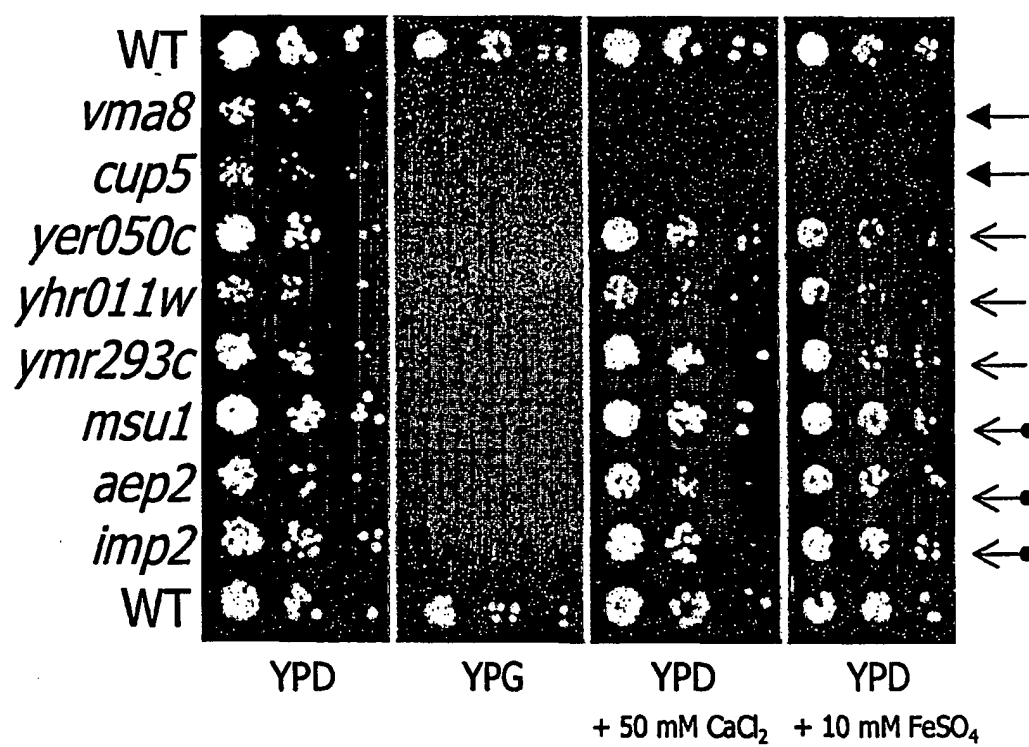 WT
vma8
cup5
yer050c
yhr011w
ymr293c
msu1
aep2
imp2
WT
YPD YPG YPD YPD
+ 50 mM CaCl₂ + 10 mM FeSO₄